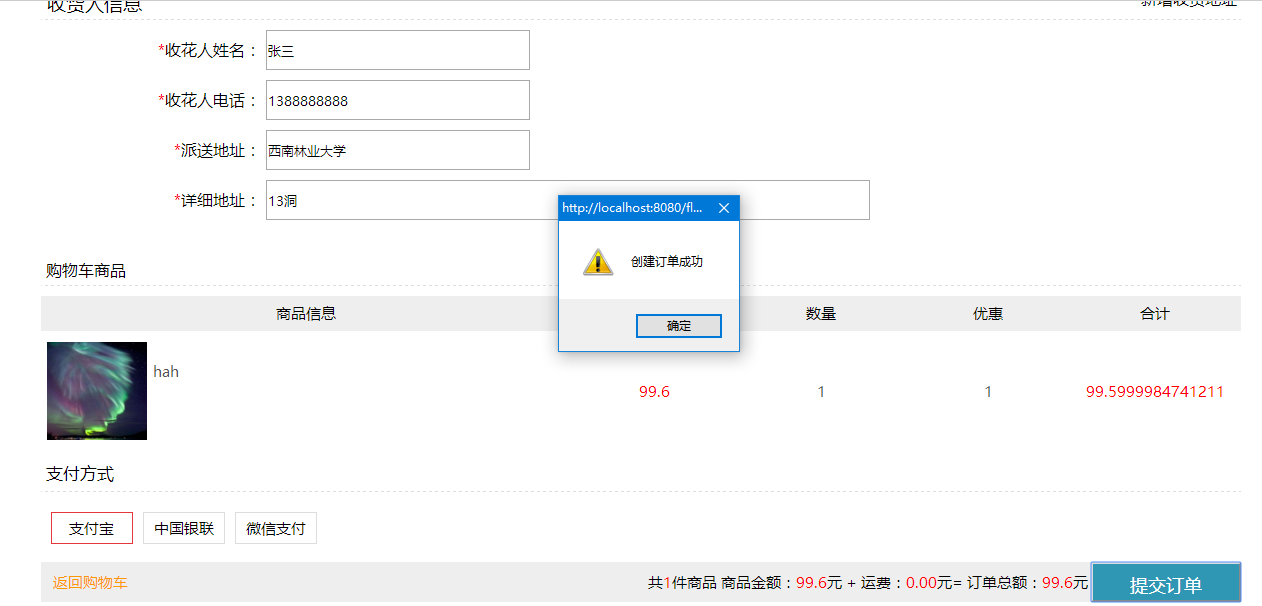 收货人信息
新增收货地址
*收花人姓名：
张三
*收花人电话：
1388888888
*派送地址：
西南林业大学
*详细地址：
13洞
http://localhost:8080/fl...
创建订单成功
确定
购物车商品
商品信息 数量 优惠 合计
hah 99.6 1 1 99.5999984741211
支付方式
支付宝 中国银联 微信支付
返回购物车 共1件商品 商品金额：99.6元 + 运费：0.00元= 订单总额：99.6元 提交订单